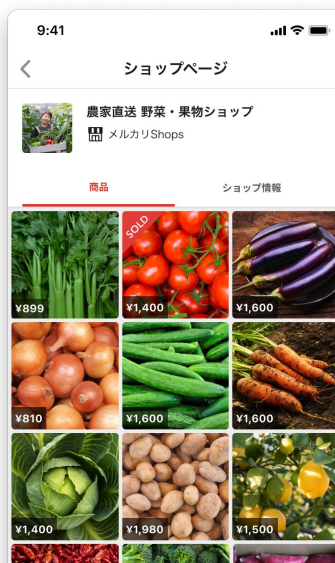 9:41
ショップページ
農家直送 野菜・果物ショップ
メルカリShops
商品
ショップ情報
SOLD
¥899
¥1,400
¥1,600
¥810
¥1,600
¥1,600
¥1,400
¥1,980
¥1,500